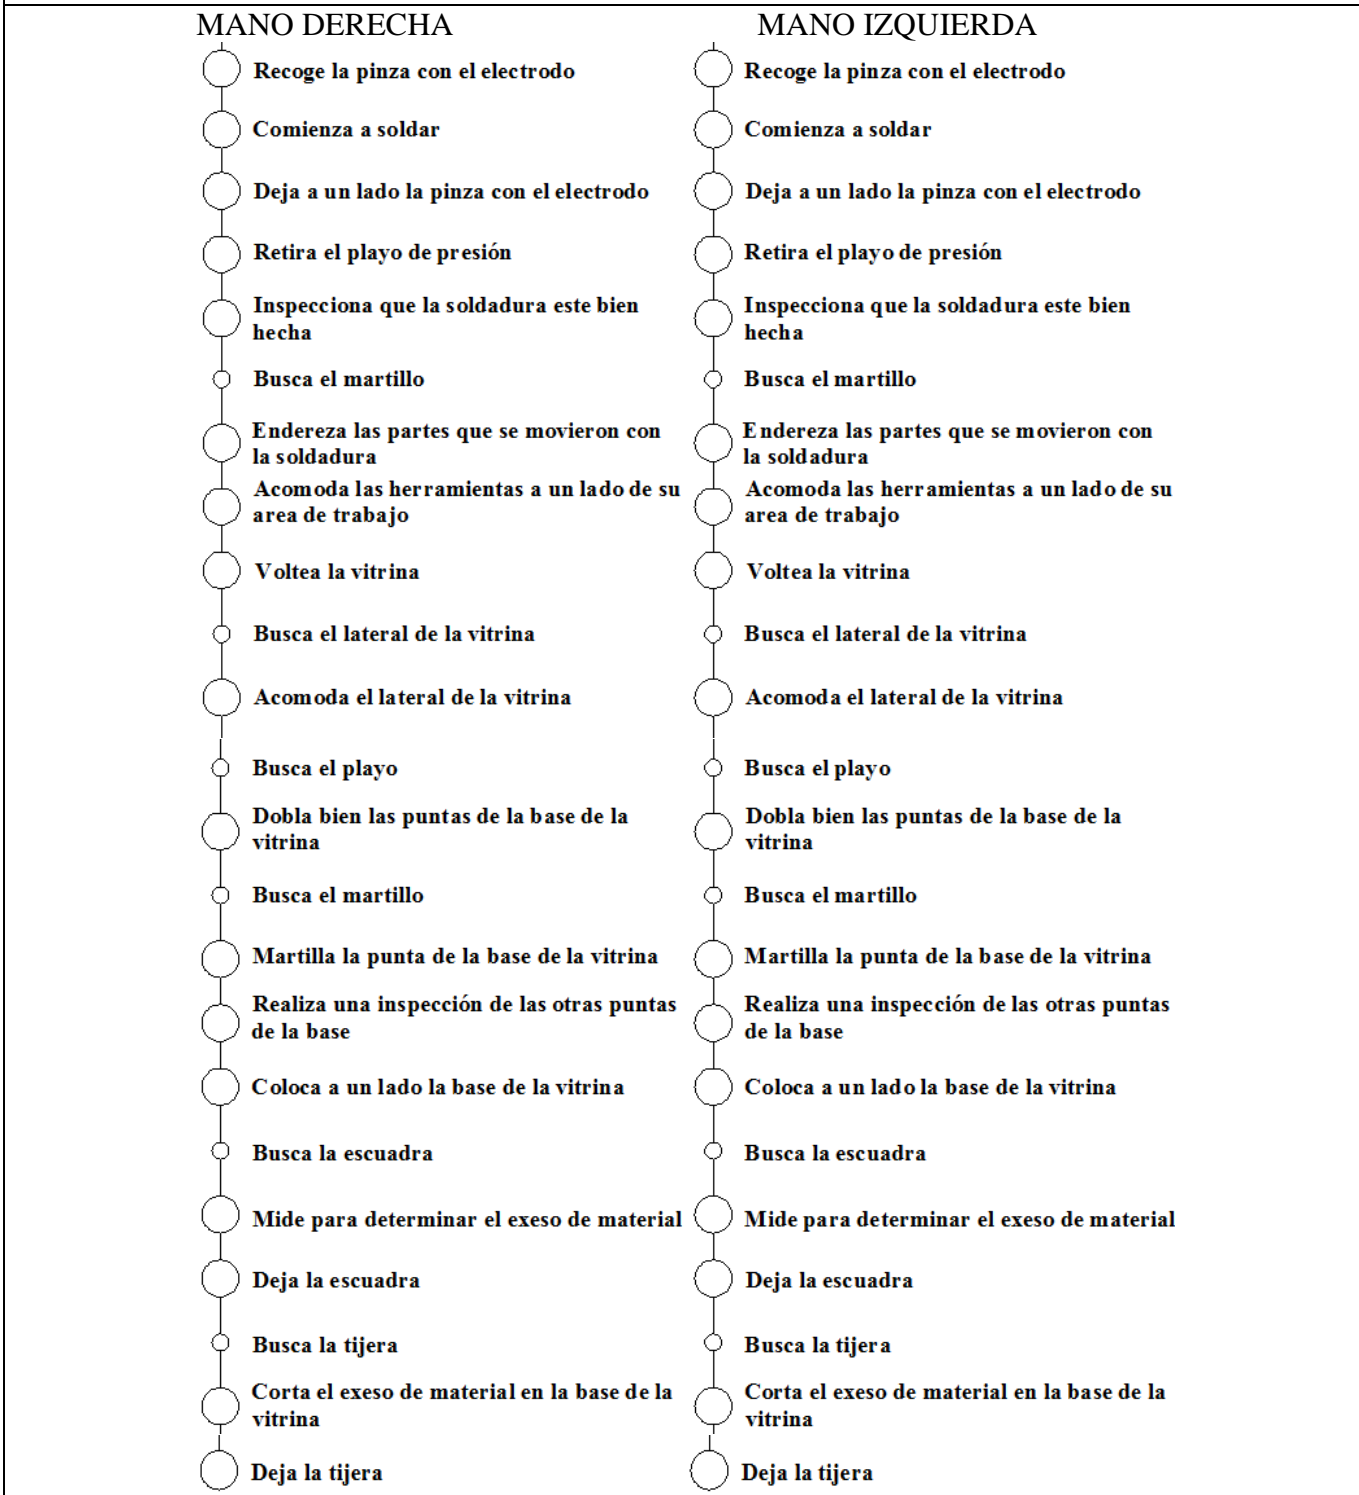 MANO DERECHA
Recoge la pinza con el electrodo
Comienza a soldar
Deja a un lado la pinza con el electrodo
Retira el playo de presión
Inspecciona que la soldadura este bien
hecha
Busca el martillo
Endereza las partes que se movieron con
la soldadura
Acomoda las herramientas a un lado de su
area de trabajo
Voltea la vitrina
Busca el lateral de la vitrina
Acomoda el lateral de la vitrina
Busca el playo
Dobla bien las puntas de la base de la
vitrina
Busca el martillo
Martilla la punta de la base de la vitrina
Realiza una inspección de las otras puntas
de la base
Coloca a un lado la base de la vitrina
Busca la escuadra
Mide para determinar el exeso de material
Deja la escuadra
Busca la tijera
Corta el exeso de material en la base de la
vitrina
Deja la tijera
MANO IZQUIERDA
Recoge la pinza con el electrodo
Comienza a soldar
Deja a un lado la pinza con el electrodo
Retira el playo de presión
Inspecciona que la soldadura este bien
hecha
Busca el martillo
Endereza las partes que se movieron con
la soldadura
Acomoda las herramientas a un lado de su
area de trabajo
Voltea la vitrina
Busca el lateral de la vitrina
Acomoda el lateral de la vitrina
Busca el playo
Dobla bien las puntas de la base de la
vitrina
Busca el martillo
Martilla la punta de la base de la vitrina
Realiza una inspección de las otras puntas
de la base
Coloca a un lado la base de la vitrina
Busca la escuadra
Mide para determinar el exeso de material
Deja la escuadra
Busca la tijera
Corta el exeso de material en la base de la
vitrina
Deja la tijera